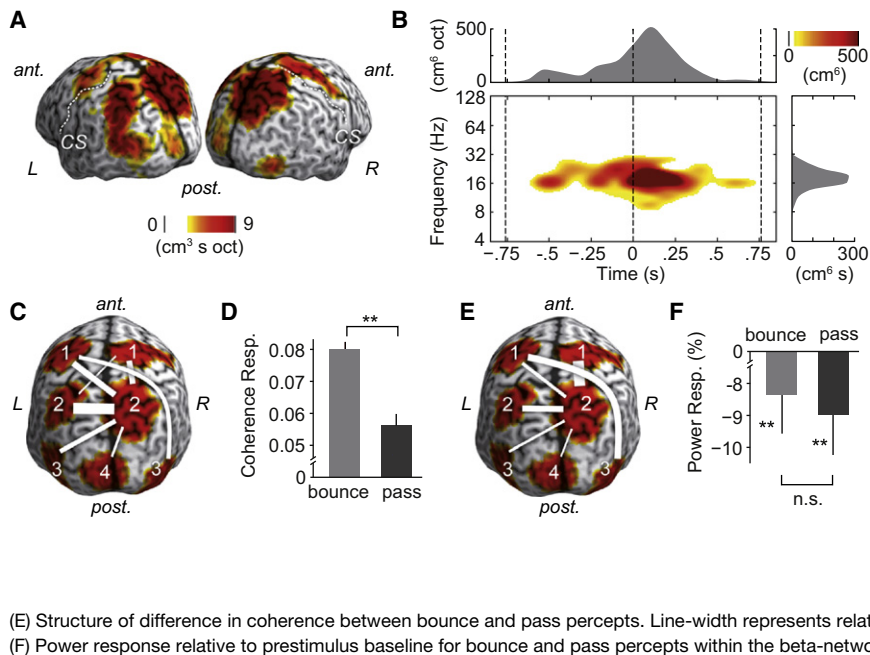 A
ant.
ant.
CS
CS
L
R
post.
0
9
(cm³ s oct)
B
500
0
(cm⁶ oct)
0
500
(cm⁶)
128
64
32
16
8
4
Frequency (Hz)
−.75
−.5
−.25
0
.25
.5
.75
Time (s)
0
300
(cm⁶ s)
C
ant.
1
1
2
2
3
4
3
L
R
post.
D
**
0.08
0.07
0.06
0.05
0
Coherence Resp.
bounce
pass
E
ant.
1
1
2
2
3
4
3
L
R
post.
F
bounce
pass
0
-8
-9
−10
Power Resp. (%)
**
**
n.s.
(E) Structure of difference in coherence between bounce and pass percepts. Line-width represents
(F) Power response relative to prestimulus baseline for bounce and pass percepts within the